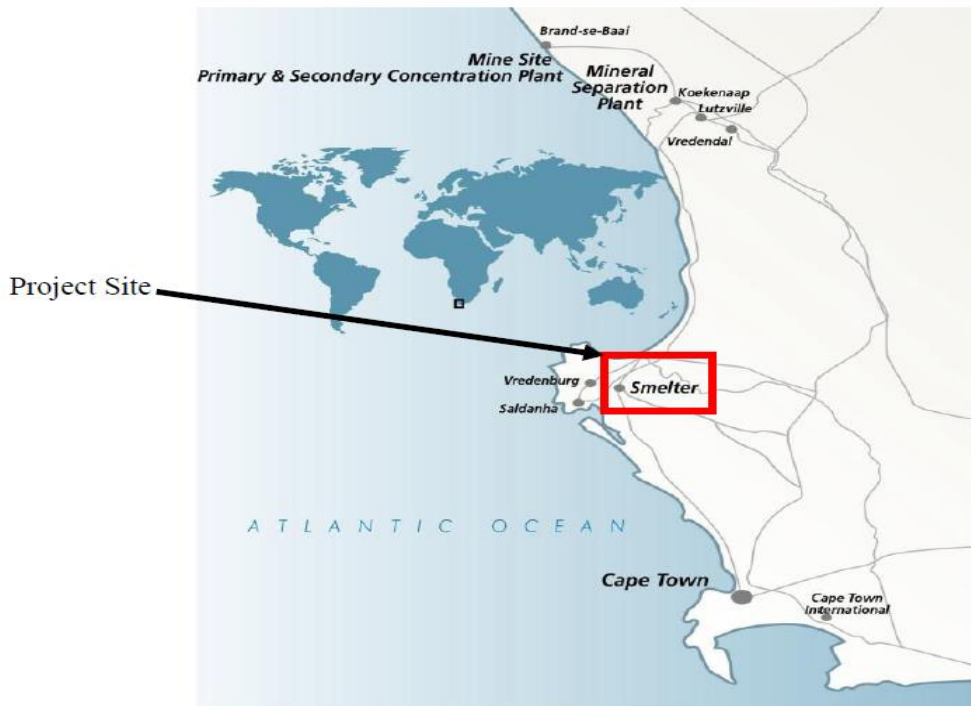 Brand-se-Baai
Mine Site
Primary & Secondary Concentration Plant
Mineral
Separation
Plant
Koekenaap
Lutzville
Vredendal
Project Site
Vredenburg
Smelter
Saldanha
ATLANTIC OCEAN
Cape Town
Cape Town
International